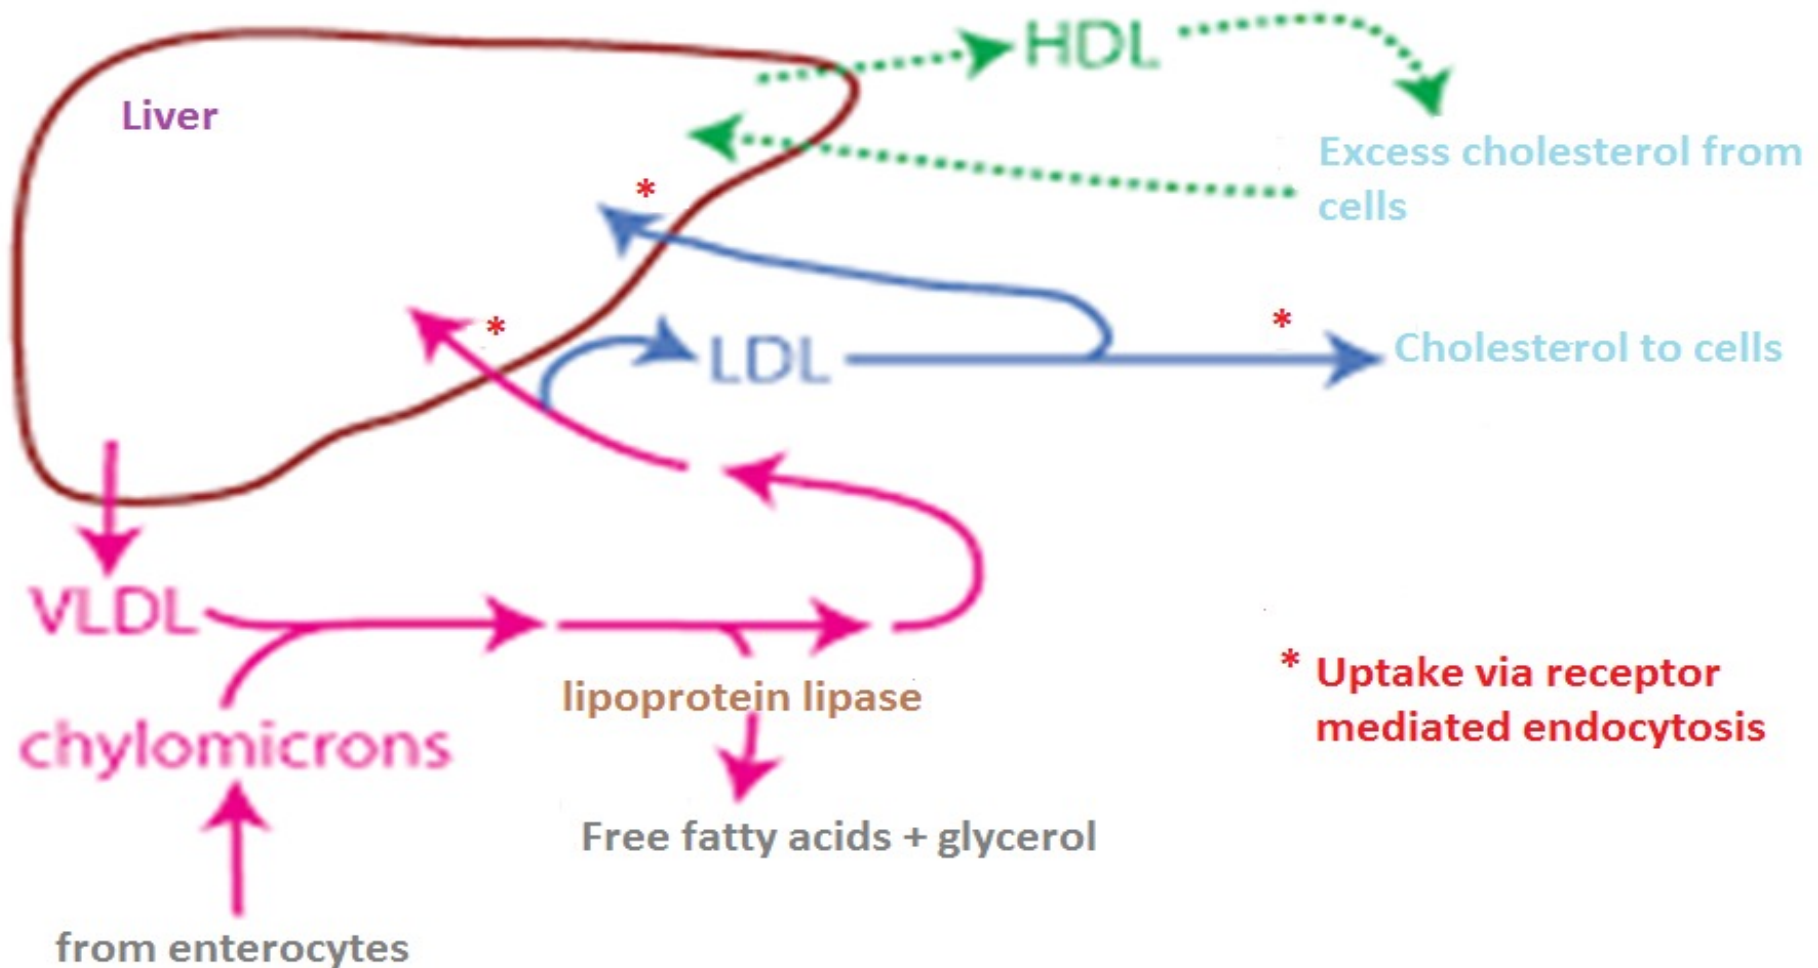 HDL
Liver
Excess cholesterol from
cells
*
*
*
LDL
Cholesterol to cells
VLDL
lipoprotein lipase
chylomicrons
* Uptake via receptor
mediated endocytosis
Free fatty acids + glycerol
from enterocytes